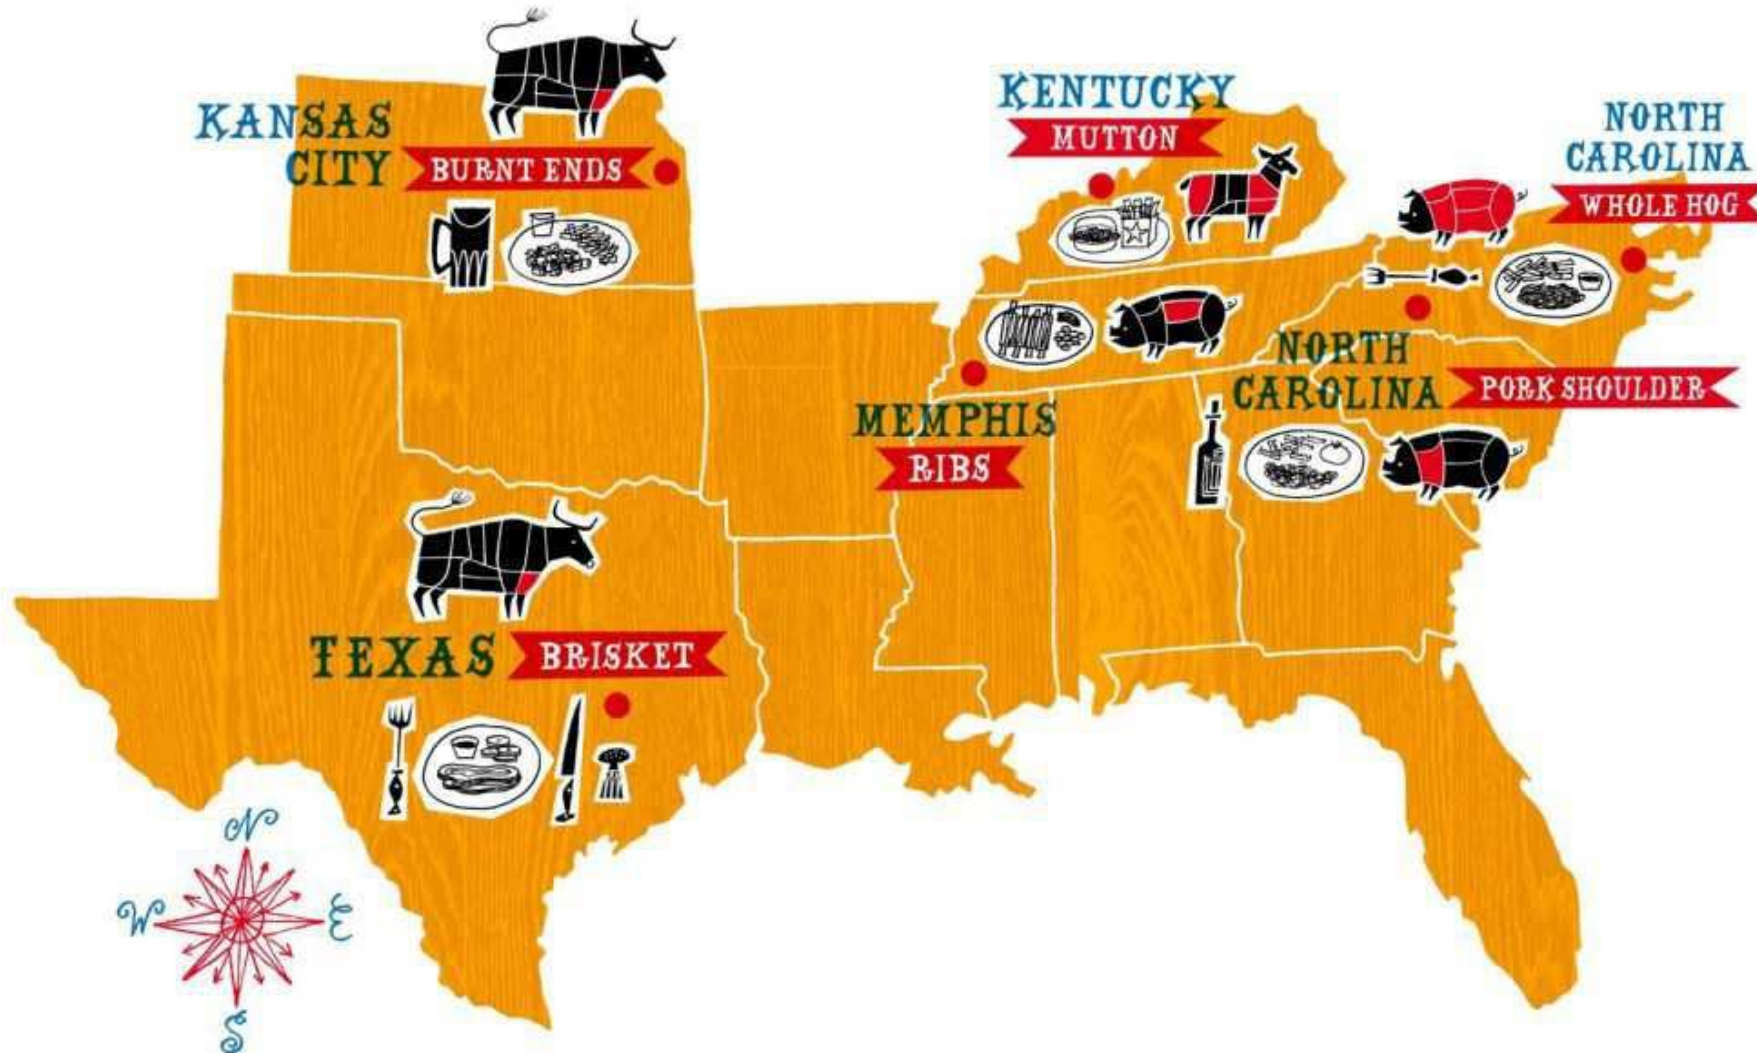 KANSAS
CITY
BURNT ENDS
KENTUCKY
MUTTON
NORTH
CAROLINA
WHOLE HOG
NORTH
CAROLINA
PORK SHOULDER
MEMPHIS
RIBS
TEXAS
BRISKET
N
W
E
S